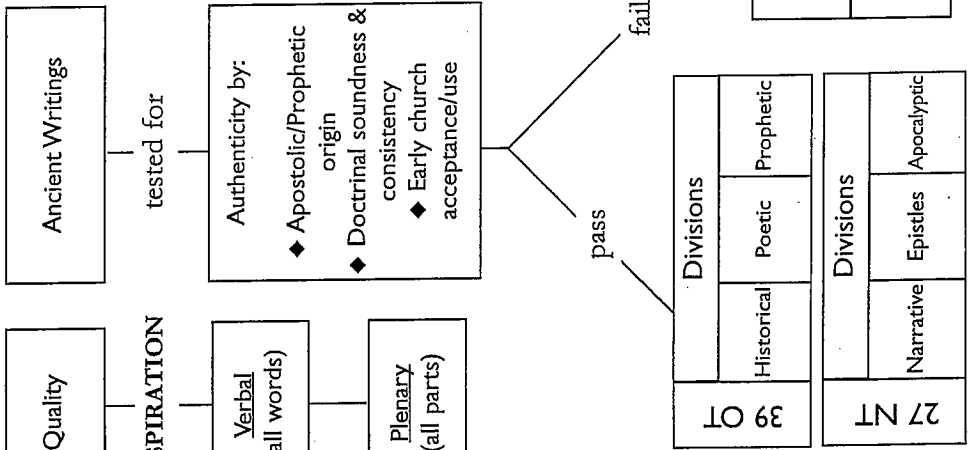 Quality
SPIRATION
Verbal
all words)
Plenary
(all parts)
Ancient Writings
tested for
Authenticity by:
◆ Apostolic/Prophetic
origin
◆ Doctrinal soundness &
consistency
◆ Early church
acceptance/use
pass
fail
39 OT
Divisions
Historical Poetic Prophetic
27 NT
Divisions
Narrative Epistles Apocalyptic